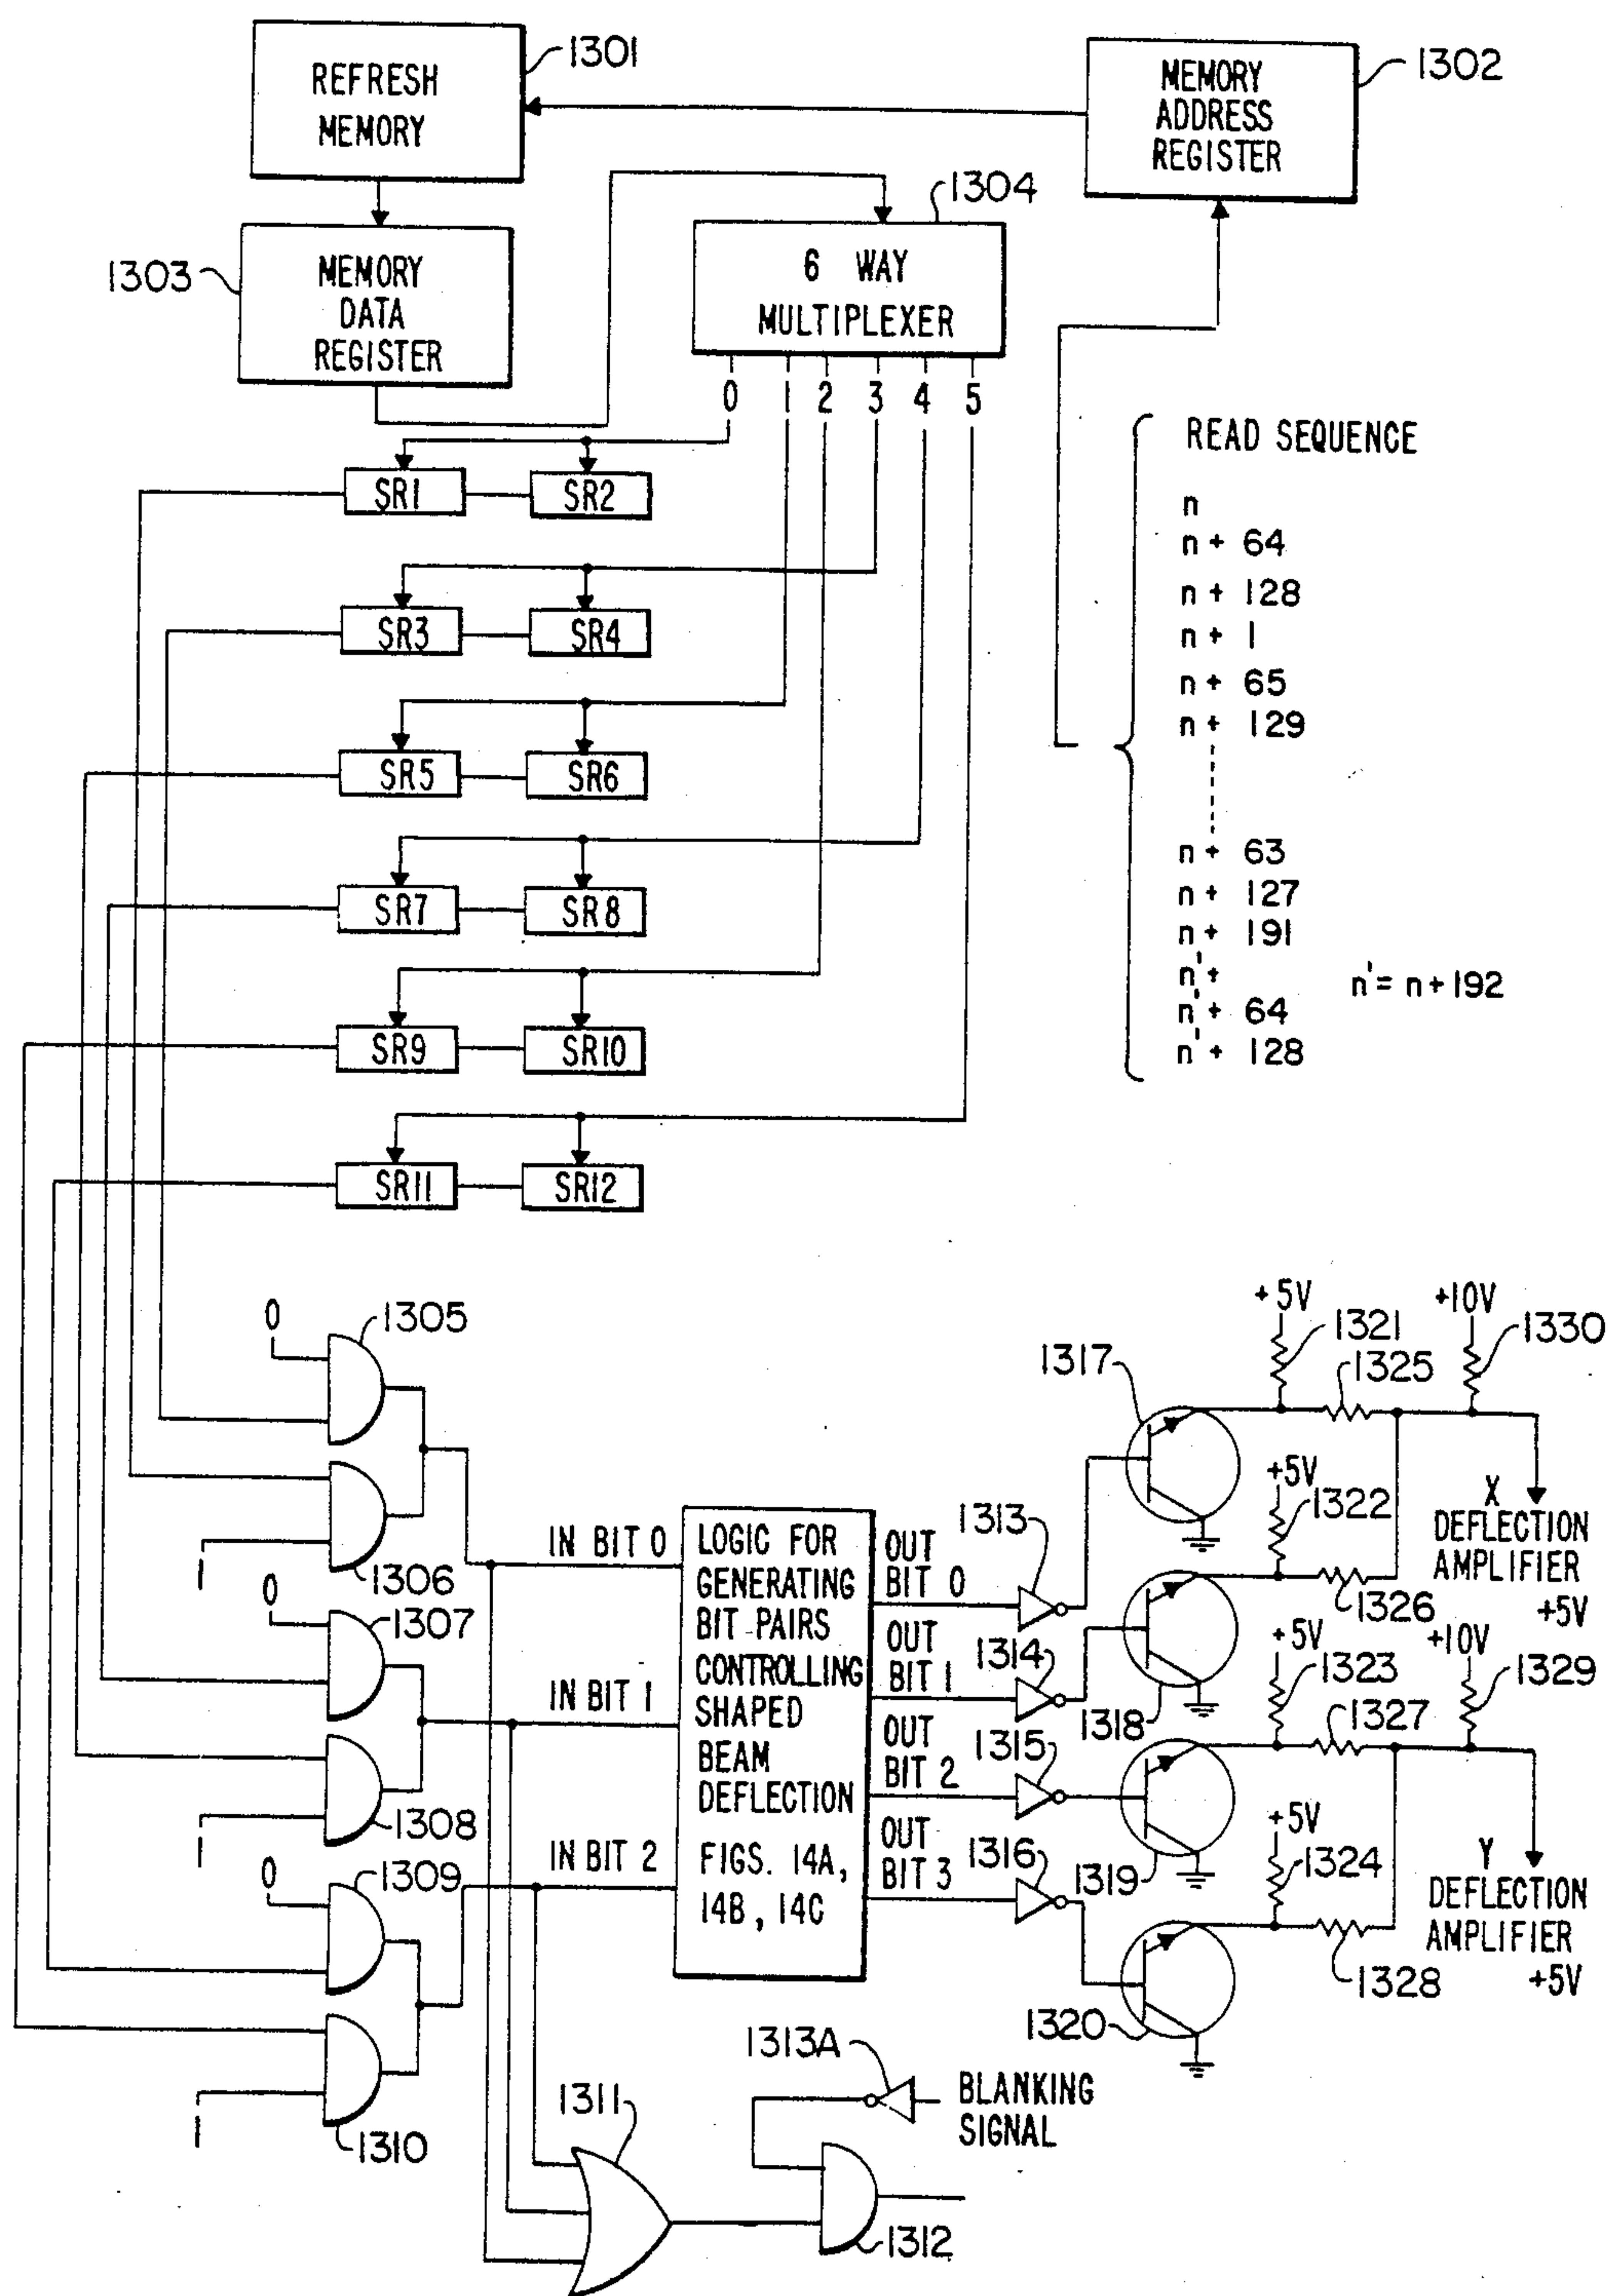 REFRESH
MEMORY
1301
MEMORY
ADDRESS
REGISTER
1302
1303
MEMORY
DATA
REGISTER
1304
6 WAY
MULTIPLEXER
0 1 2 3 4 5
SR1 SR2
SR3 SR4
SR5 SR6
SR7 SR8
SR9 SR10
SR11 SR12
READ SEQUENCE
n
n + 64
n + 128
n + 1
n + 65
n + 129
n + 63
n + 127
n + 191
n' +
n' + 64
n' + 128
n' = n + 192
0
1305
1
1306
0
1307
1
1308
0
1309
1
1310
IN BIT 0
IN BIT 1
IN BIT 2
LOGIC FOR
GENERATING
BIT PAIRS
CONTROLLING
SHAPED
BEAM
DEFLECTION
FIGS. 14A,
14B, 14C
OUT
BIT 0
OUT
BIT 1
OUT
BIT 2
OUT
BIT 3
1313
1314
1315
1316
1317
1318
1319
1320
+5V
1321
1325
+10V
1330
+5V
1322
1326
X
DEFLECTION
AMPLIFIER
+5V
+5V
1323
1327
+10V
1329
+5V
1324
1328
Y
DEFLECTION
AMPLIFIER
+5V
1311
1313A
BLANKING
SIGNAL
1312